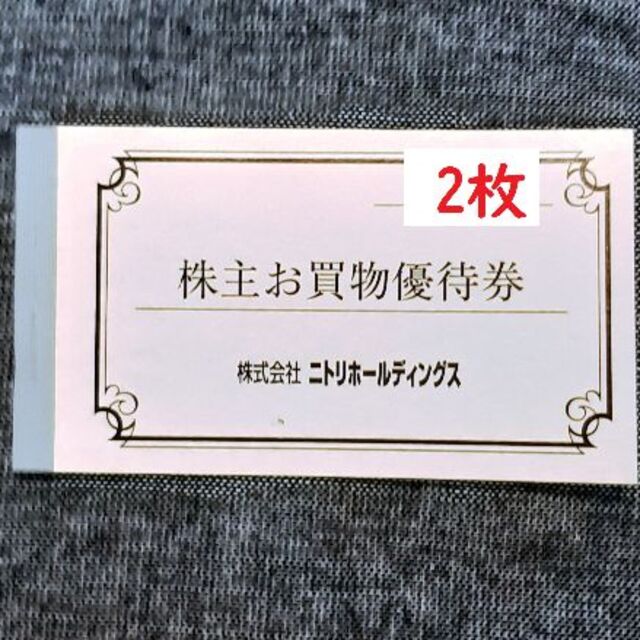 2枚
株主お買物優待券
株式会社 ニトリホールディングス